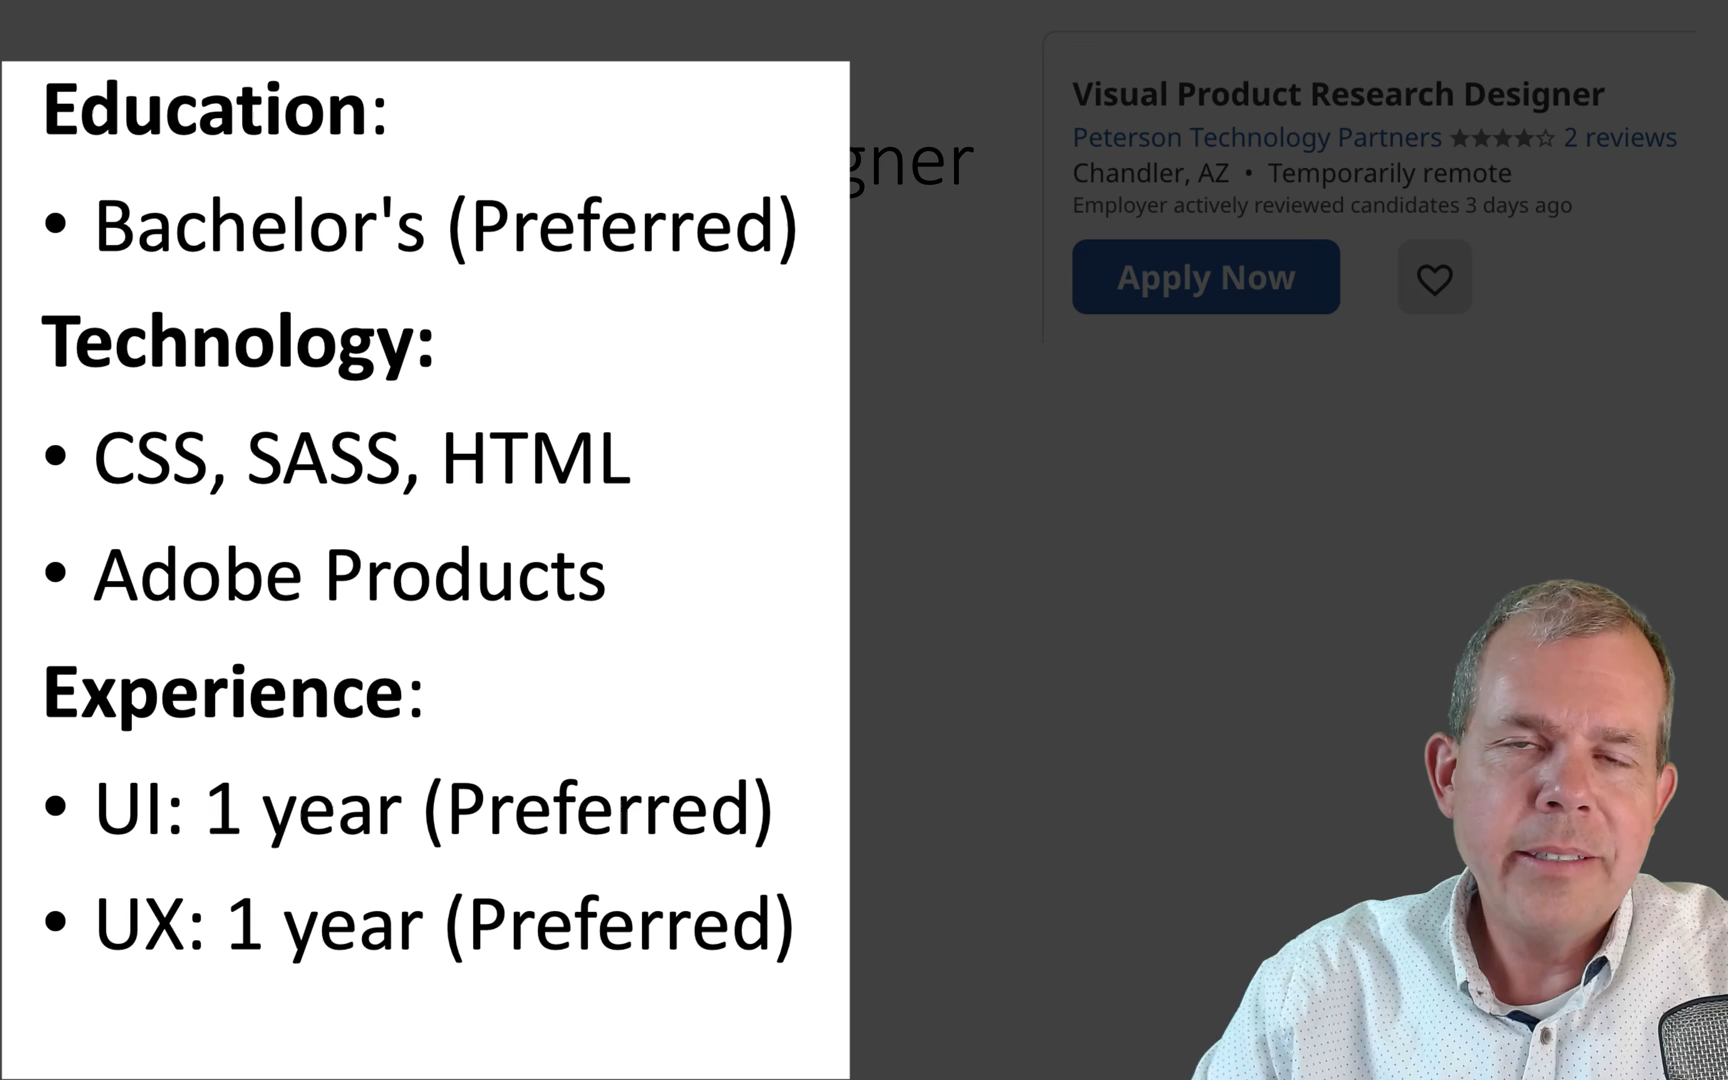 Education:
• Bachelor's (Preferred)
Technology:
• CSS, SASS, HTML
• Adobe Products
Experience:
• UI: 1 year (Preferred)
• UX: 1 year (Preferred)
Visual Product Research Designer
Peterson Technology Partners ★★★★☆ 2 reviews
Chandler, AZ • Temporarily remote
Employer actively reviewed candidates 3 days ago
Apply Now